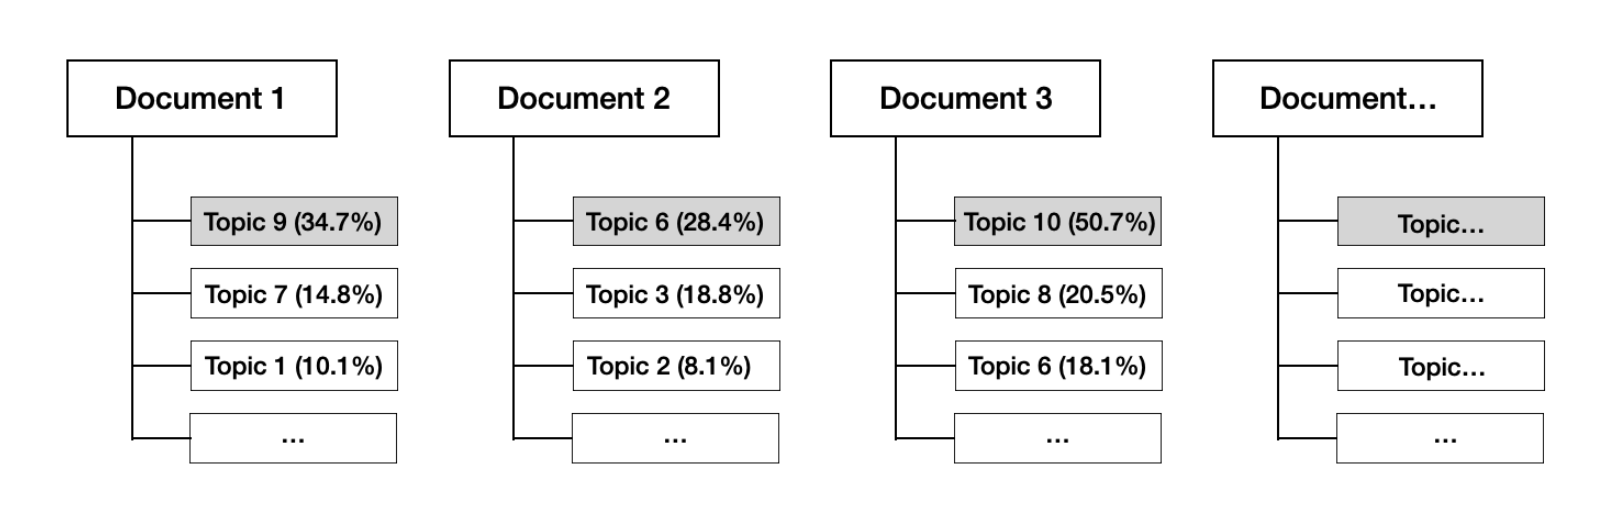 Document 1
Topic 9 (34.7%)
Topic 7 (14.8%)
Topic 1 (10.1%)
...
Document 2
Topic 6 (28.4%)
Topic 3 (18.8%)
Topic 2 (8.1%)
...
Document 3
Topic 10 (50.7%)
Topic 8 (20.5%)
Topic 6 (18.1%)
...
Document...
Topic...
Topic...
Topic...
...